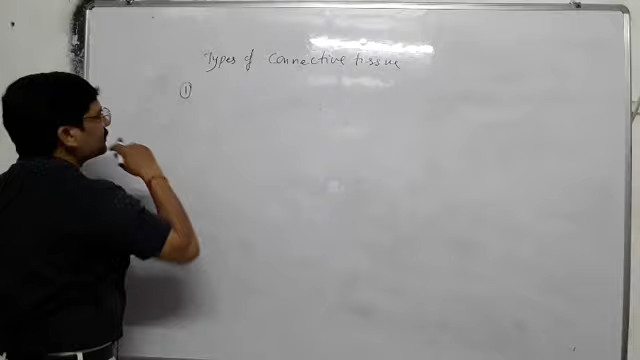 Types of connective tissue
①